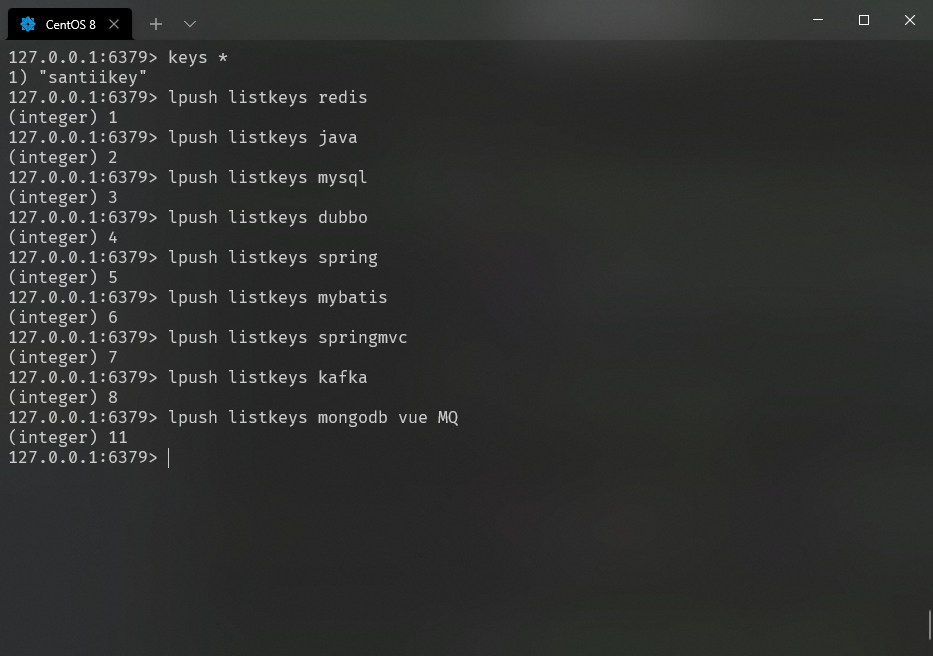 CentOS 8
127.0.0.1:6379> keys *
1) "santiikey"
127.0.0.1:6379> lpush listkeys redis
(integer) 1
127.0.0.1:6379> lpush listkeys java
(integer) 2
127.0.0.1:6379> lpush listkeys mysql
(integer) 3
127.0.0.1:6379> lpush listkeys dubbo
(integer) 4
127.0.0.1:6379> lpush listkeys spring
(integer) 5
127.0.0.1:6379> lpush listkeys mybatis
(integer) 6
127.0.0.1:6379> lpush listkeys springmvc
(integer) 7
127.0.0.1:6379> lpush listkeys kafka
(integer) 8
127.0.0.1:6379> lpush listkeys mongodb vue MQ
(integer) 11
127.0.0.1:6379>